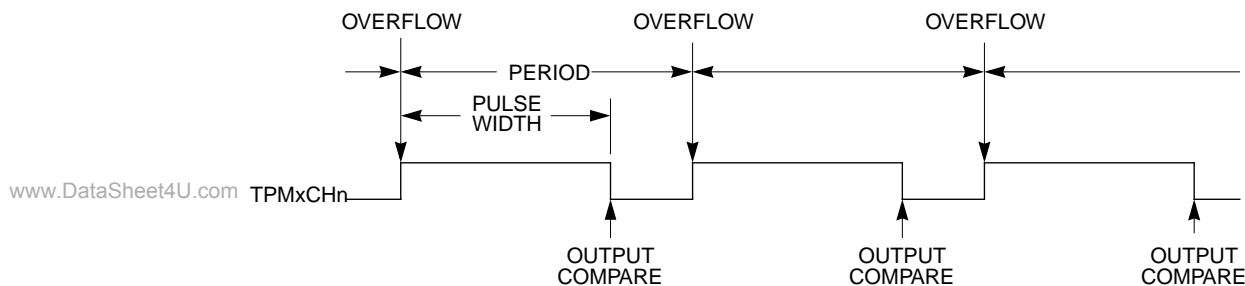 OVERFLOW OVERFLOW OVERFLOW
PERIOD
PULSE
WIDTH
www.DataSheet4U.com TPMxCHn
OUTPUT
COMPARE
OUTPUT
COMPARE
OUTPUT
COMPARE